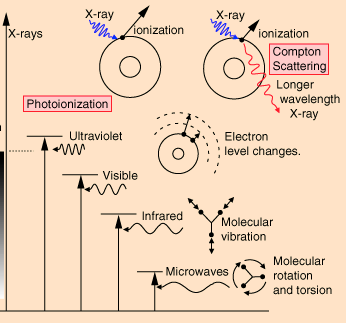 X-ray
X-ray
X-rays
ionization
ionization
Compton
Scattering
Longer
wavelength
X-ray
Photoionization
Ultraviolet
Electron
level changes.
Visible
Infrared
Molecular
vibration
Microwaves
Molecular
rotation
and torsion